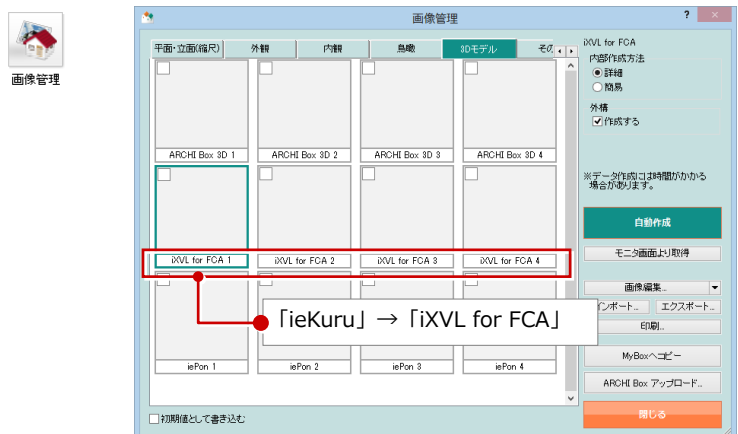 画像管理
画像管理
?
×
平面・立面(縮尺) 外観 内観 鳥瞰 3Dモデル その
ARCHI Box 3D 1 ARCHI Box 3D 2 ARCHI Box 3D 3 ARCHI Box 3D 4
iXVL for FCA 1 iXVL for FCA 2 iXVL for FCA 3 iXVL for FCA 4
「ieKuru」→「iXVL for FCA」
iePon 1 iePon 2 iePon 3 iePon 4
初期値として書き込む
iXVL for FCA
内部作成方法
詳細
簡易
外構
作成する
※データ作成には時間がかかる
場合があります。
自動作成
モニタ画面より取得
画像編集...
インポート... エクスポート...
印刷...
MyBoxへコピー
ARCHI Box アップロード...
閉じる